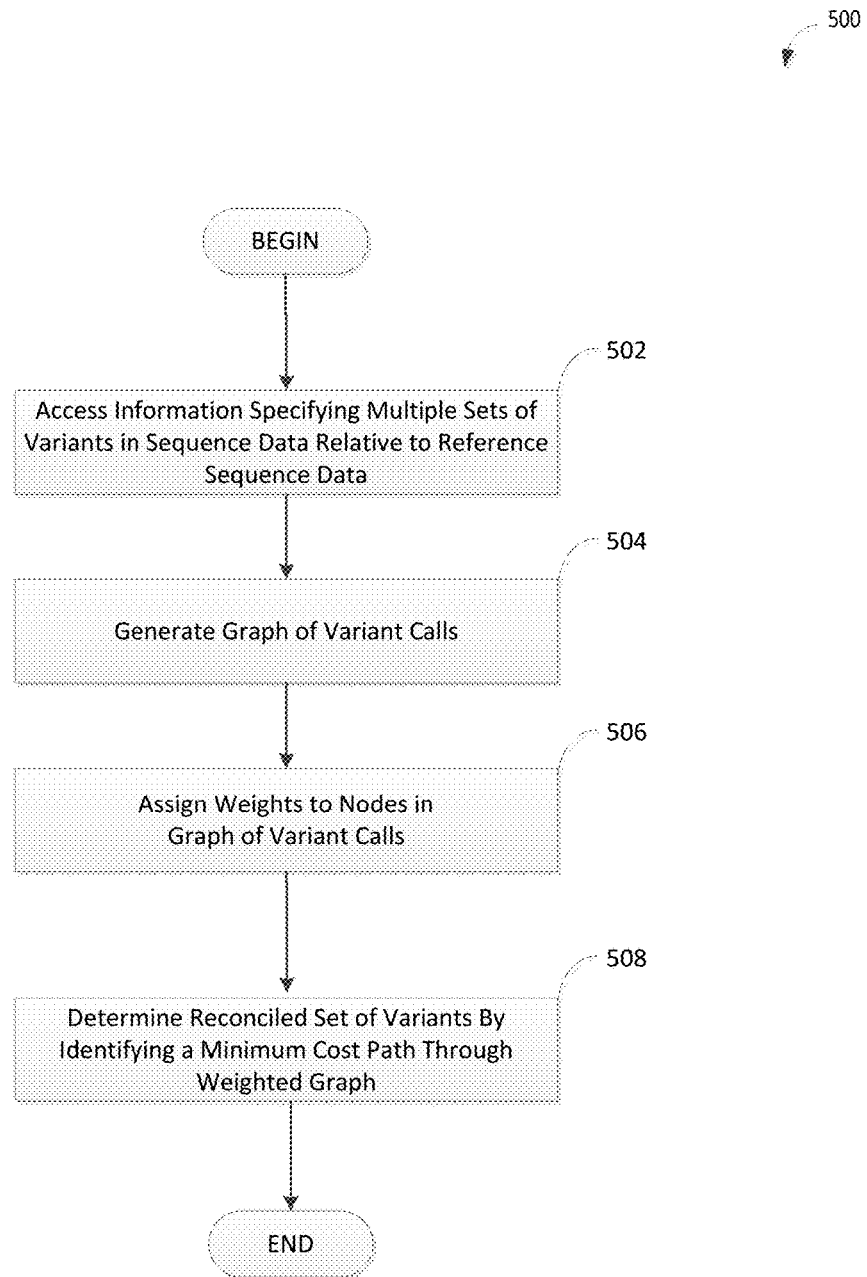 500
BEGIN
502
Access Information Specifying Multiple Sets of
Variants in Sequence Data Relative to Reference
Sequence Data
504
Generate Graph of Variant Calls
506
Assign Weights to Nodes in
Graph of Variant Calls
508
Determine Reconciled Set of Variants By
Identifying a Minimum Cost Path Through
Weighted Graph
END